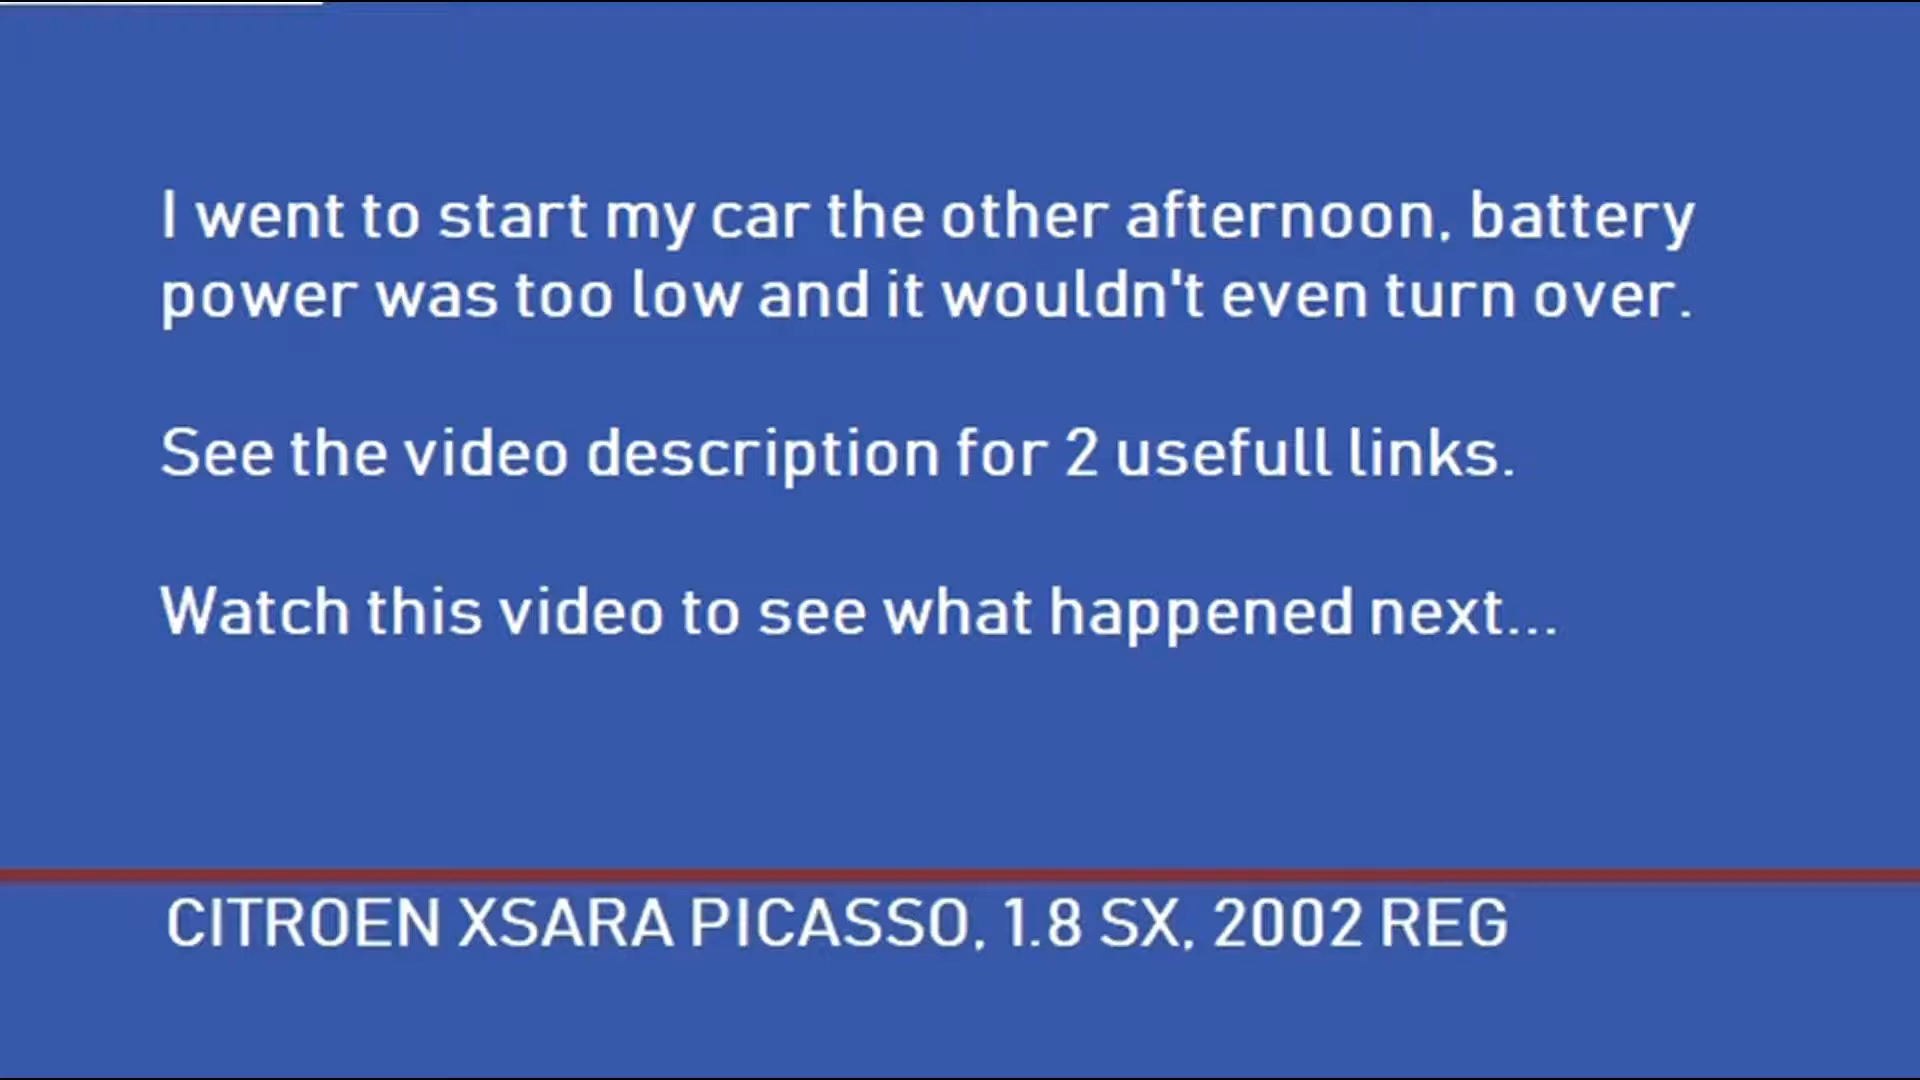 I went to start my car the other afternoon, battery
power was too low and it wouldn't even turn over.
See the video description for 2 usefull links.
Watch this video to see what happened next...
CITROEN XSARA PICASSO, 1.8 SX, 2002 REG